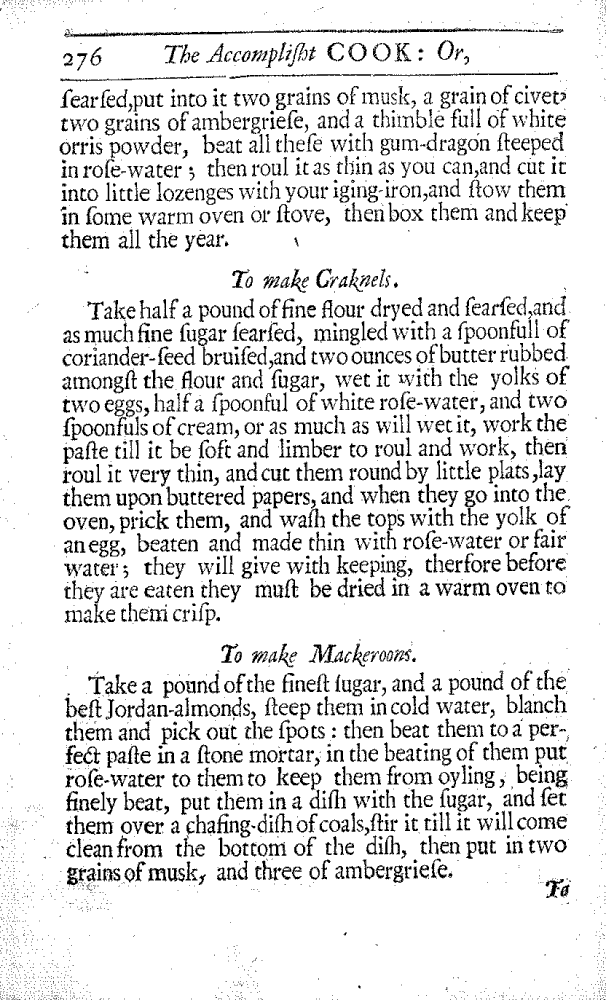 276 The Accompliſht COOK: Or,
ſearſed,put into it two grains of musk, a grain of civet,
two grains of ambergrieſe, and a thimble full of white
orris powder, beat all theſe with gum-dragon ſteeped
in roſe-water ; then roul it as thin as you can,and cut it
into little lozenges with your iging-iron,and ſtow them
in ſome warm oven or ſtove, then box them and keep
them all the year.
To make Craknels.
Take half a pound of fine flour dryed and ſearſed,and
as much fine ſugar ſearſed, mingled with a ſpoonfull of
coriander-ſeed bruiſed,and two ounces of butter rubbed
amongſt the flour and ſugar, wet it with the yolks of
two eggs, half a ſpoonful of white roſe-water, and two
ſpoonfuls of cream, or as much as will wet it, work the
paſte till it be ſoft and limber to roul and work, then
roul it very thin, and cut them round by little plats,lay
them upon buttered papers, and when they go into the
oven, prick them, and waſh the tops with the yolk of
an egg, beaten and made thin with roſe-water or fair
water ; they will give with keeping, therfore before
they are eaten they muſt be dried in a warm oven to
make them criſp.
To make Mackeroons.
Take a pound of the fineſt ſugar, and a pound of the
beſt Jordan-almonds, ſteep them in cold water, blanch
them and pick out the ſpots : then beat them to a per-
fect paſte in a ſtone mortar, in the beating of them put
roſe-water to them to keep them from oyling, being
finely beat, put them in a diſh with the ſugar, and ſet
them over a chafing-diſh of coals,ſtir it till it will come
clean from the bottom of the diſh, then put in two
grains of musk, and three of ambergrieſe.
To